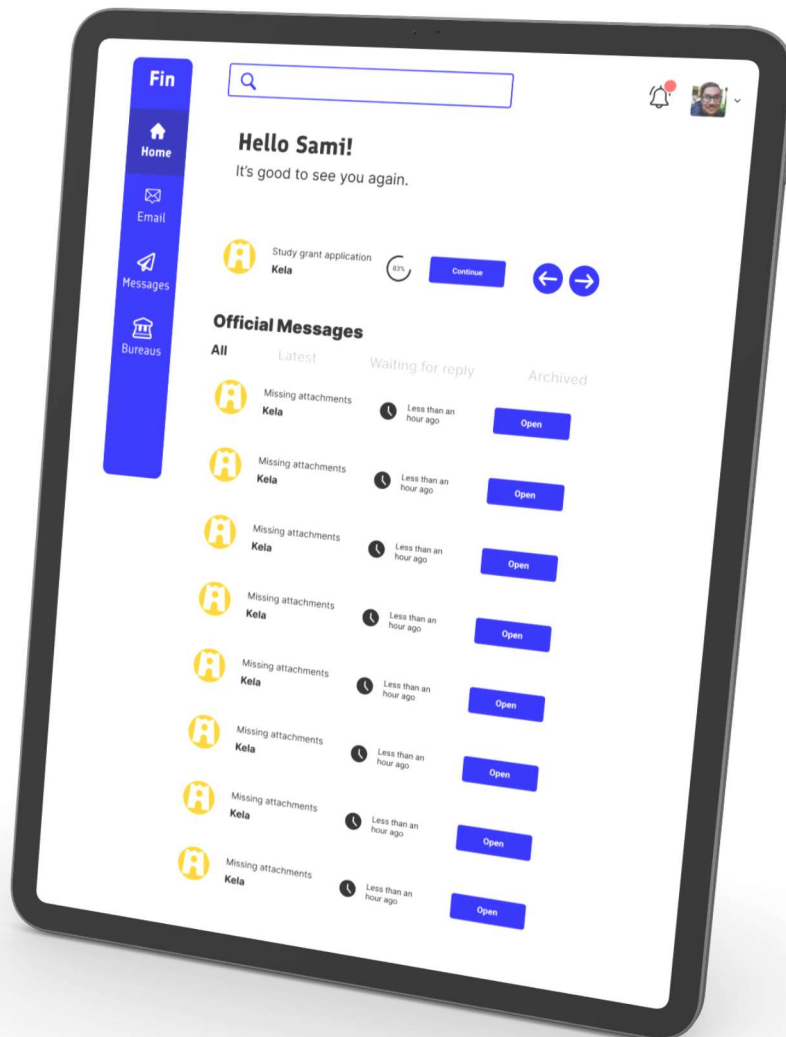 Fin
Home
Email
Messages
Bureaus
Hello Sami!
It's good to see you again.
Study grant application
Kela
83%
Continue
Official Messages
All Latest Waiting for reply Archived
Missing attachments
Kela
Less than an
hour ago
Open
Missing attachments
Kela
Less than an
hour ago
Open
Missing attachments
Kela
Less than an
hour ago
Open
Missing attachments
Kela
Less than an
hour ago
Open
Missing attachments
Kela
Less than an
hour ago
Open
Missing attachments
Kela
Less than an
hour ago
Open
Missing attachments
Kela
Less than an
hour ago
Open
Missing attachments
Kela
Less than an
hour ago
Open